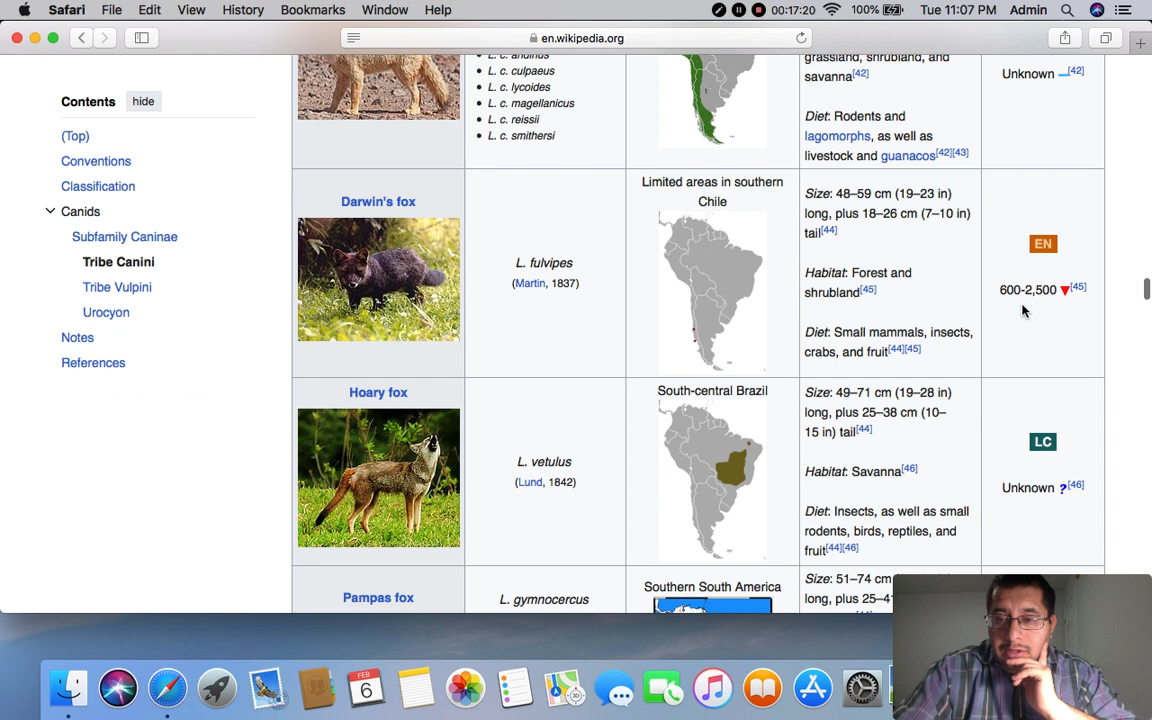 Safari File Edit View History Bookmarks Window Help 00:17:20 100% Tue 11:07 PM Admin
en.wikipedia.org
Contents hide
(Top)
Conventions
Classification
Canids
Subfamily Caninae
Tribe Canini
Tribe Vulpini
Urocyon
Notes
References
L. c. andinus
L. c. culpaeus
L. c. lycoides
L. c. magellanicus
L. c. reissii
L. c. smithersi
grassland, shrubland, and
savanna[42]
Diet: Rodents and
lagomorphs, as well as
livestock and guanacos[42][43]
Unknown [42]
Darwin's fox
L. fulvipes
(Martin, 1837)
Limited areas in southern
Chile
Size: 48–59 cm (19–23 in)
long, plus 18–26 cm (7–10 in)
tail[44]
Habitat: Forest and
shrubland[45]
Diet: Small mammals, insects,
crabs, and fruit[44][45]
EN
600-2,500 ▼[45]
Hoary fox
L. vetulus
(Lund, 1842)
South-central Brazil
Size: 49–71 cm (19–28 in)
long, plus 25–38 cm (10–
15 in) tail[44]
Habitat: Savanna[46]
Diet: Insects, as well as small
rodents, birds, reptiles, and
fruit[44][46]
LC
Unknown ?[46]
Pampas fox
L. gymnocercus
Southern South America
Size: 51–74 cm
long, plus 25–4
FEB
6